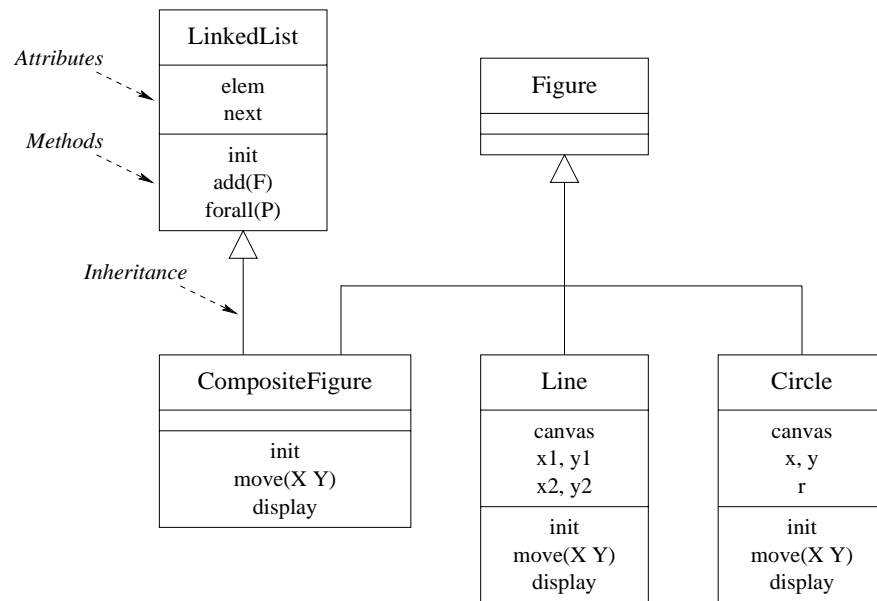 LinkedList
Attributes
elem
next
Methods
init
add(F)
forall(P)
Figure
Inheritance
CompositeFigure
init
move(X Y)
display
Line
canvas
x1, y1
x2, y2
init
move(X Y)
display
Circle
canvas
x, y
r
init
move(X Y)
display